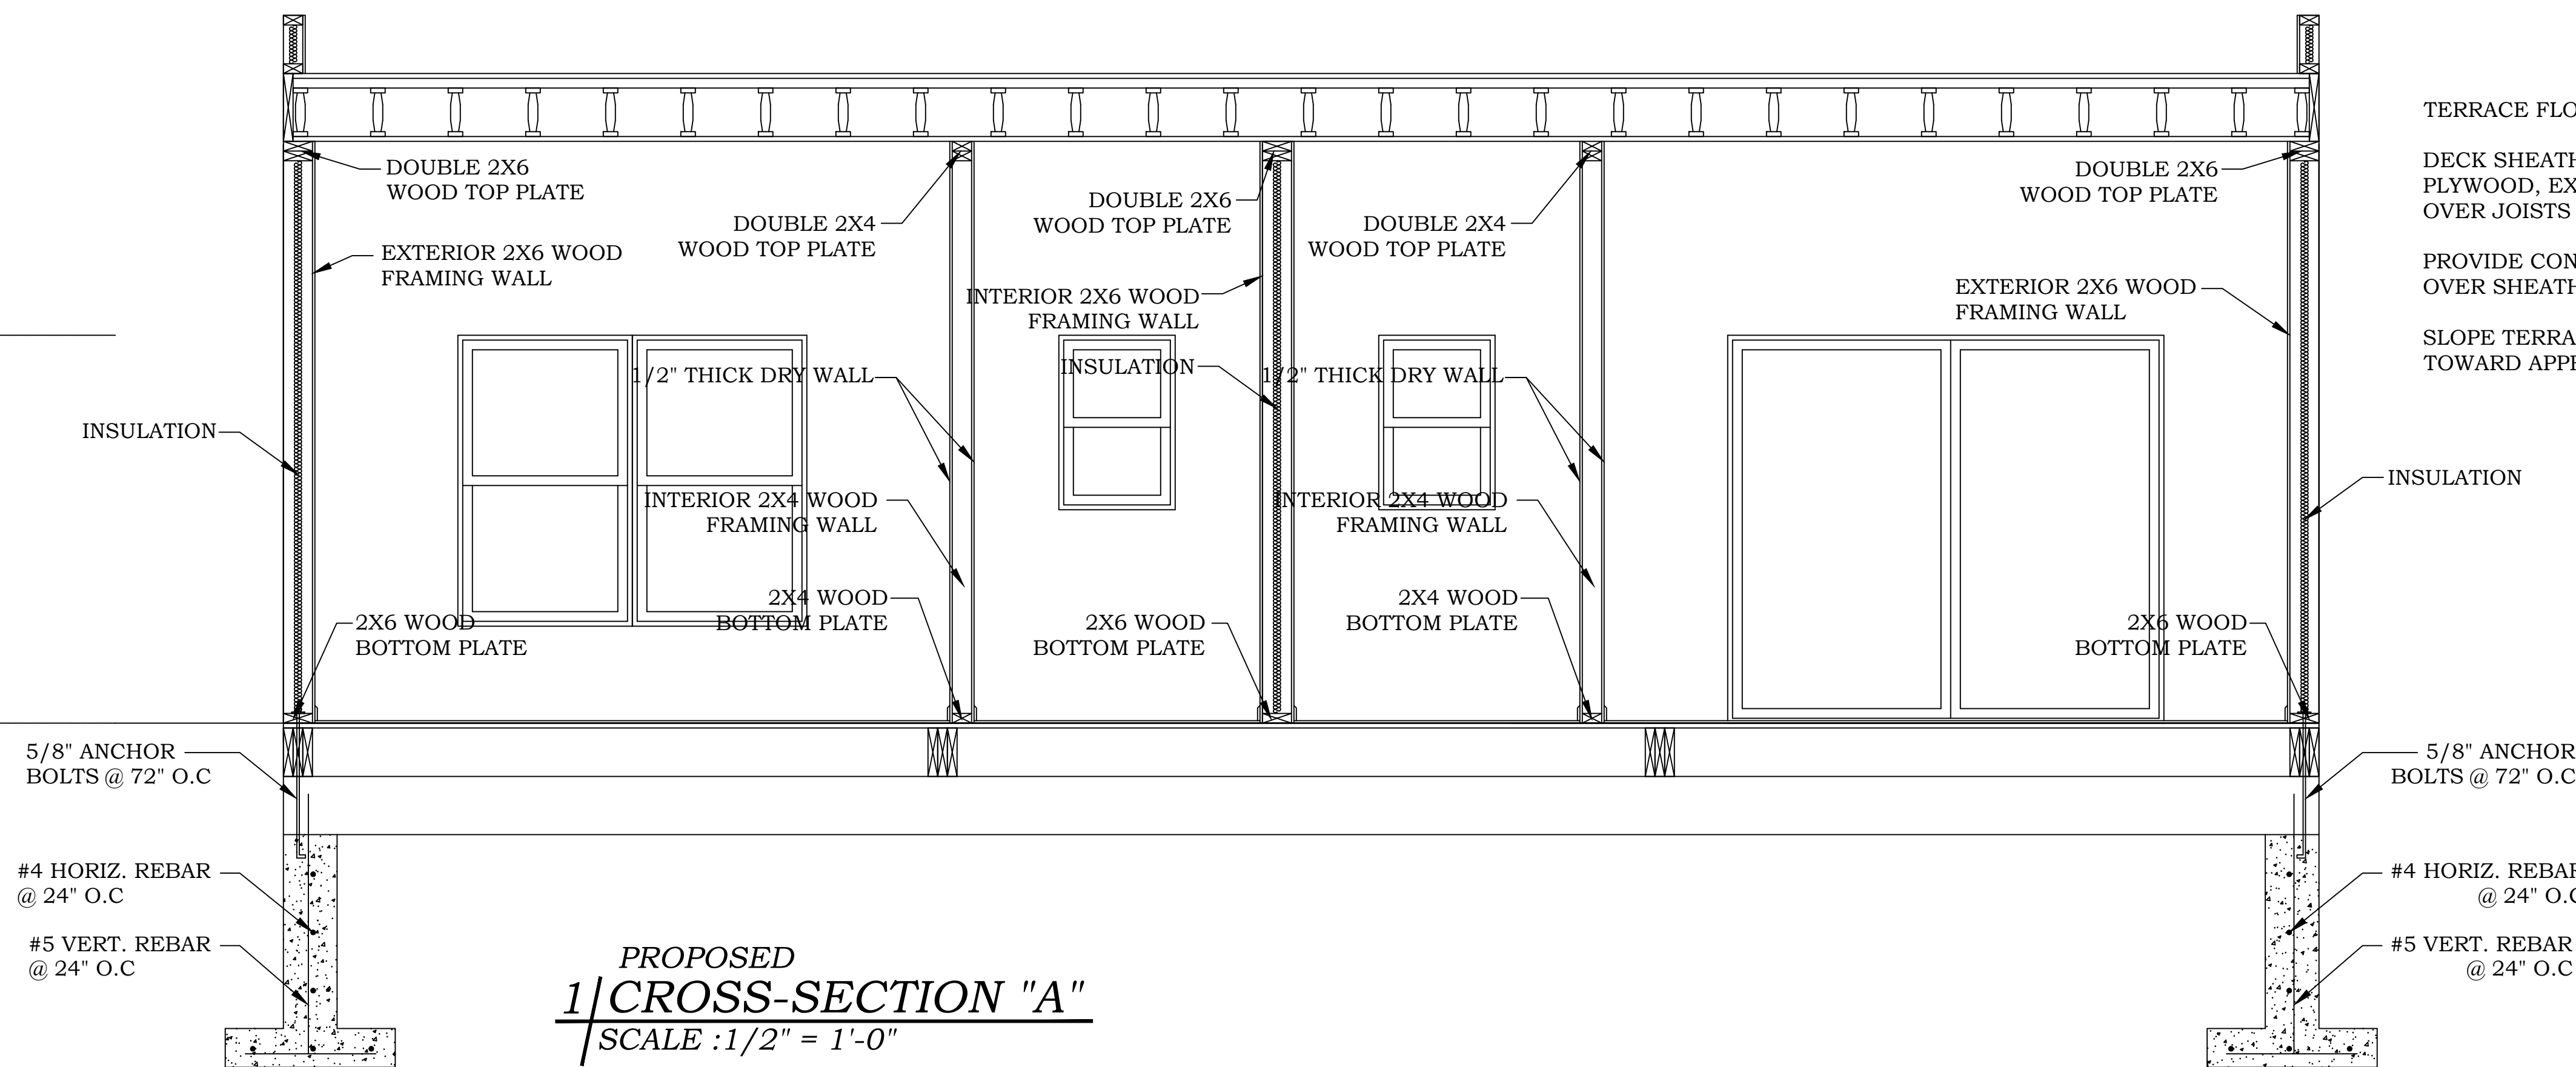 TERRACE FLO
DECK SHEATH
PLYWOOD, EX
OVER JOISTS
PROVIDE CON
OVER SHEATH
SLOPE TERRA
TOWARD APPR
DOUBLE 2X6
WOOD TOP PLATE
DOUBLE 2X4
WOOD TOP PLATE
DOUBLE 2X6
WOOD TOP PLATE
DOUBLE 2X4
WOOD TOP PLATE
DOUBLE 2X6
WOOD TOP PLATE
EXTERIOR 2X6 WOOD
FRAMING WALL
INTERIOR 2X6 WOOD
FRAMING WALL
EXTERIOR 2X6 WOOD
FRAMING WALL
1/2" THICK DRY WALL
INSULATION
1/2" THICK DRY WALL
INSULATION
INSULATION
INTERIOR 2X4 WOOD
FRAMING WALL
INTERIOR 2X4 WOOD
FRAMING WALL
2X6 WOOD
BOTTOM PLATE
2X4 WOOD
BOTTOM PLATE
2X6 WOOD
BOTTOM PLATE
2X4 WOOD
BOTTOM PLATE
2X6 WOOD
BOTTOM PLATE
5/8" ANCHOR
BOLTS @ 72" O.C
5/8" ANCHOR
BOLTS @ 72" O.C
#4 HORIZ. REBAR
@ 24" O.C
#4 HORIZ. REBAR
@ 24" O.C
#5 VERT. REBAR
@ 24" O.C
#5 VERT. REBAR
@ 24" O.C
PROPOSED
1 CROSS-SECTION "A"
SCALE :1/2" = 1'-0"